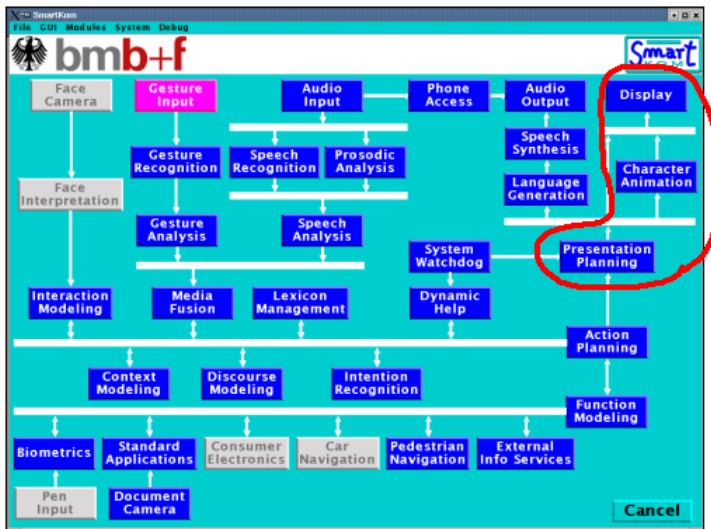 SmartKom
File GUI Modules System Debug
bmb+f
Smart
KOM
Face
Camera
Gesture
Input
Audio
Input
Phone
Access
Audio
Output
Display
Speech
Synthesis
Gesture
Recognition
Speech
Recognition
Prosodic
Analysis
Character
Animation
Language
Generation
Face
Interpretation
Gesture
Analysis
Speech
Analysis
System
Watchdog
Presentation
Planning
Interaction
Modeling
Media
Fusion
Lexicon
Management
Dynamic
Help
Action
Planning
Context
Modeling
Discourse
Modeling
Intention
Recognition
Function
Modeling
Biometrics
Standard
Applications
Consumer
Electronics
Car
Navigation
Pedestrian
Navigation
External
Info Services
Pen
Input
Document
Camera
Cancel